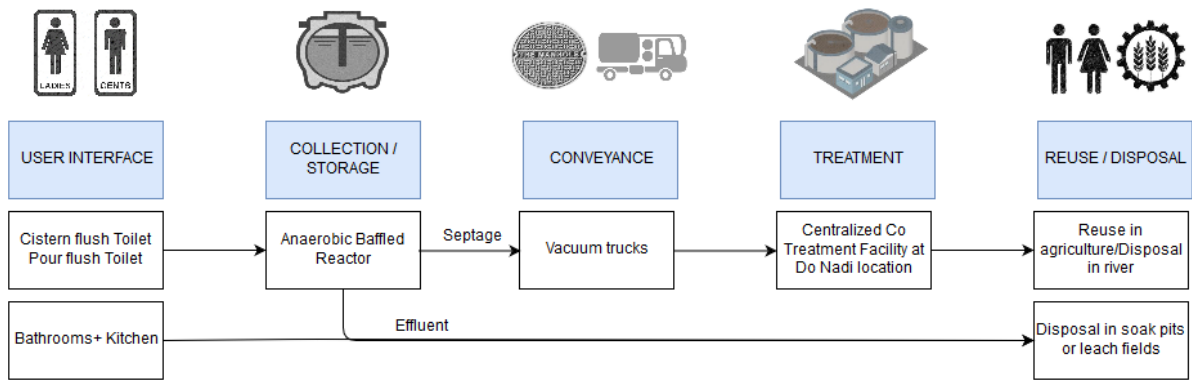 LADIES
GENTS
THE MANHOLE
USER INTERFACE
COLLECTION /
STORAGE
CONVEYANCE
TREATMENT
REUSE / DISPOSAL
Cistern flush Toilet
Pour flush Toilet
Anaerobic Baffled
Reactor
Septage
Vacuum trucks
Centralized Co
Treatment Facility at
Do Nadi location
Reuse in
agriculture/Disposal
in river
Bathrooms+ Kitchen
Effluent
Disposal in soak pits
or leach fields